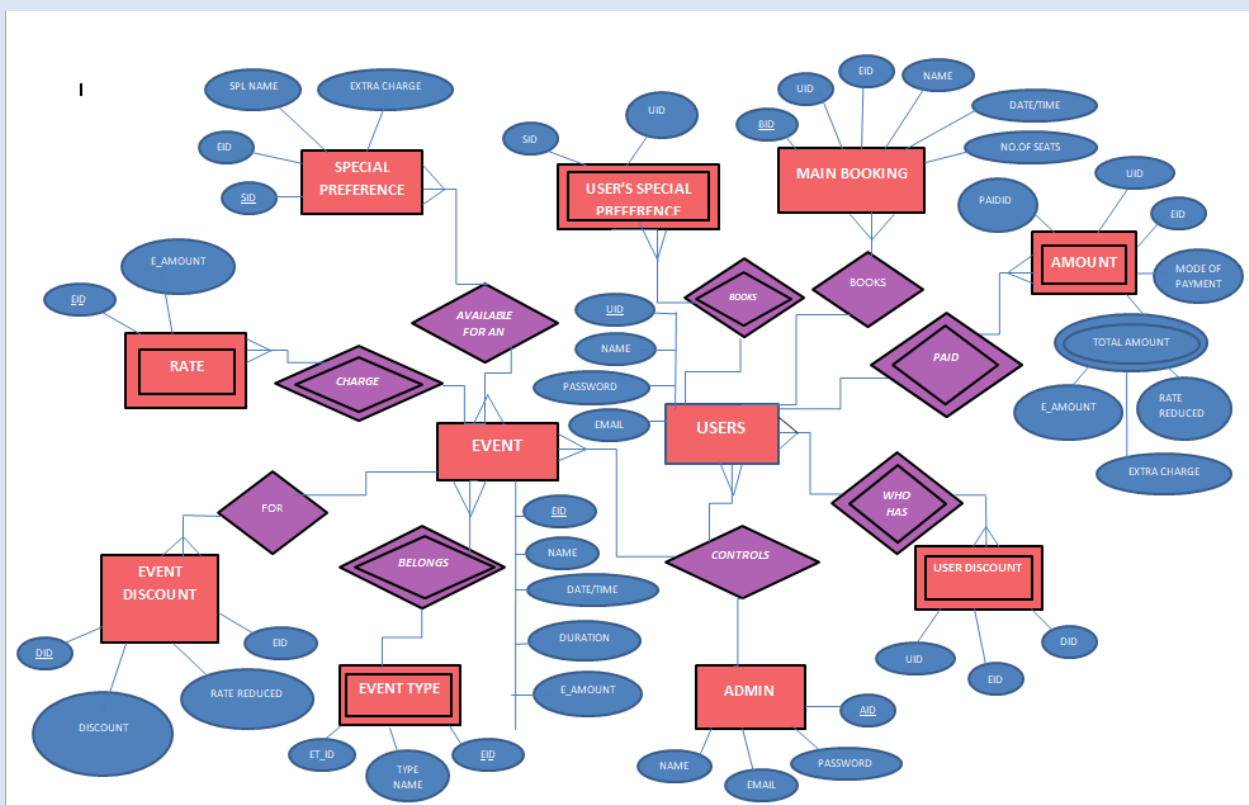 I
SPL NAME
EXTRA CHARGE
EID
SID
SPECIAL
PREFERENCE
SID
UID
USER'S SPECIAL
PREFERENCE
BID
UID
EID
NAME
DATE/TIME
NO.OF SEATS
MAIN BOOKING
PAIDID
UID
EID
MODE OF
PAYMENT
AMOUNT
TOTAL AMOUNT
E_AMOUNT
RATE
REDUCED
EXTRA CHARGE
EID
E_AMOUNT
RATE
CHARGE
AVAILABLE
FOR AN
BOOKS
BOOKS
PAID
UID
NAME
PASSWORD
EMAIL
USERS
EVENT
FOR
BELONGS
CONTROLS
WHO
HAS
EID
NAME
DATE/TIME
DURATION
E_AMOUNT
EVENT
DISCOUNT
DID
DISCOUNT
RATE REDUCED
EID
EVENT TYPE
ET_ID
TYPE
NAME
EID
ADMIN
NAME
EMAIL
PASSWORD
AID
USER DISCOUNT
UID
EID
DID